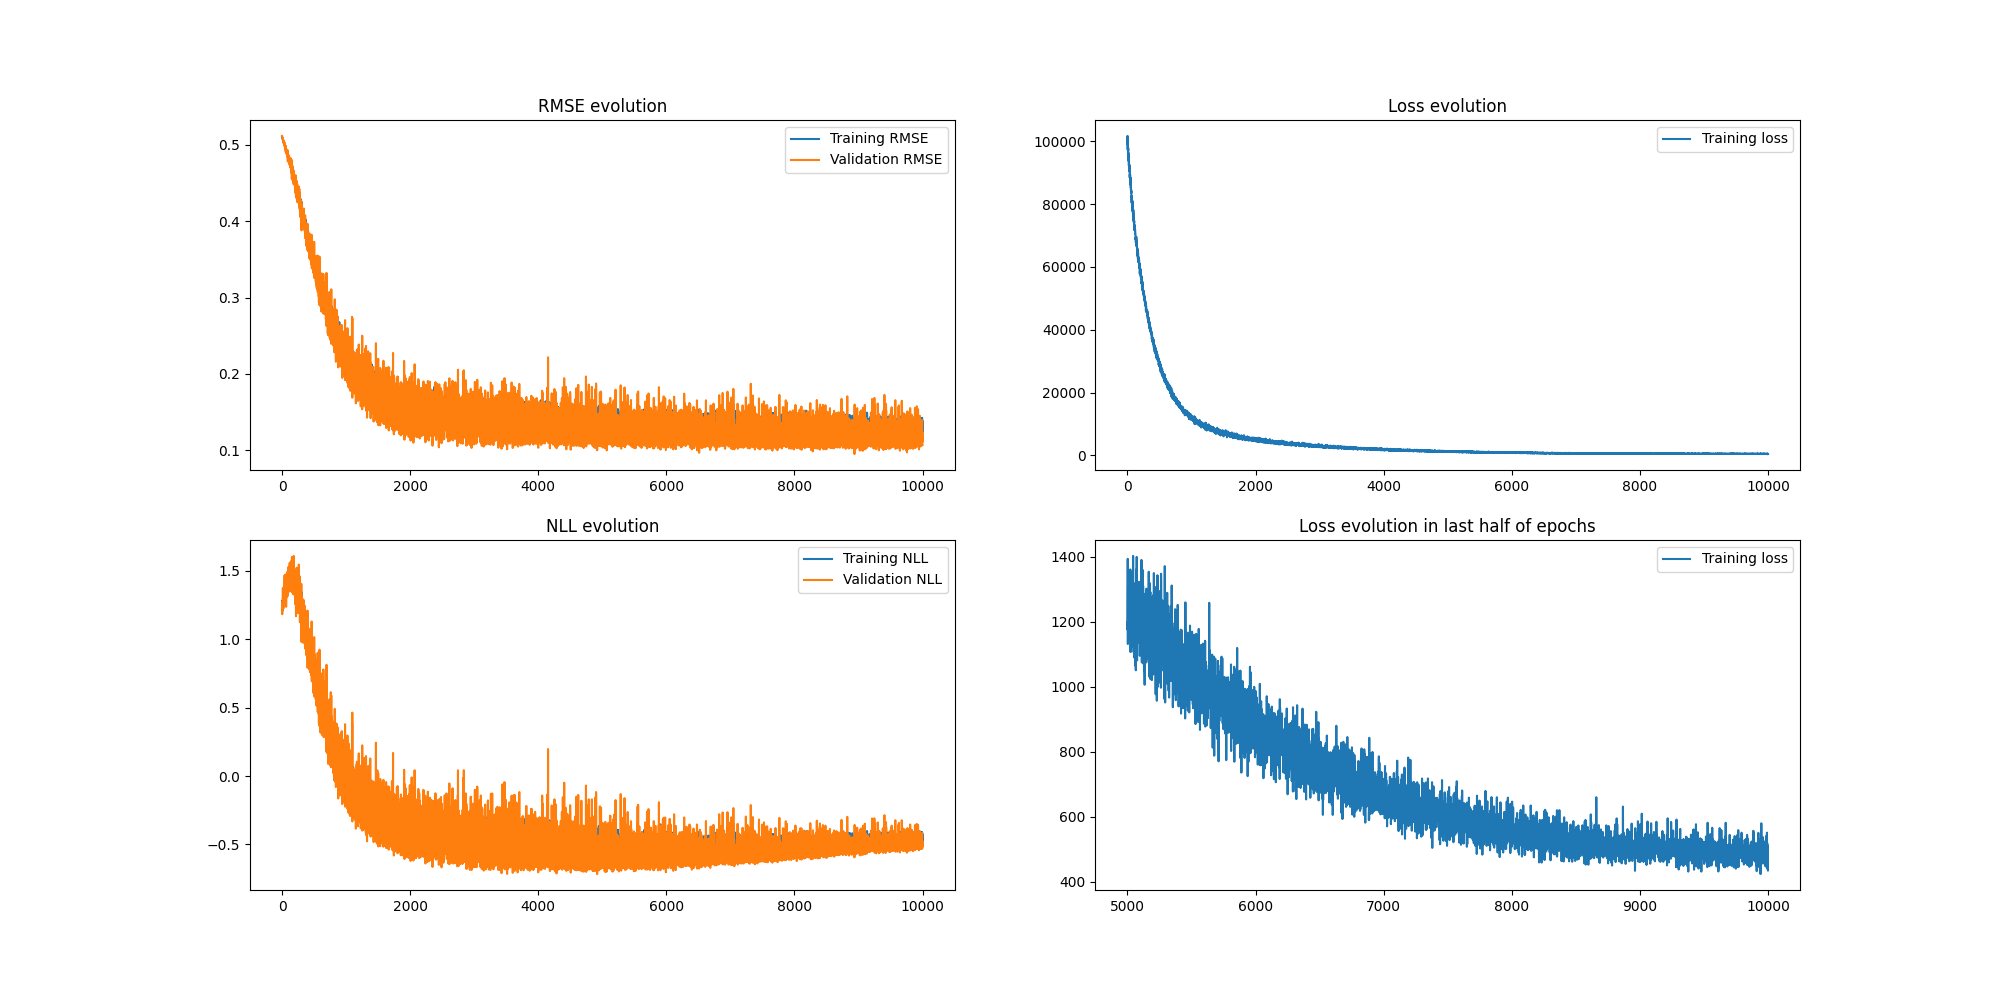 RMSE evolution
0.5
0.4
0.3
0.2
0.1
0 2000 4000 6000 8000 10000
Training RMSE
Validation RMSE
Loss evolution
100000
80000
60000
40000
20000
0
0 2000 4000 6000 8000 10000
Training loss
NLL evolution
1.5
1.0
0.5
0.0
−0.5
0 2000 4000 6000 8000 10000
Training NLL
Validation NLL
Loss evolution in last half of epochs
1400
1200
1000
800
600
400
5000 6000 7000 8000 9000 10000
Training loss